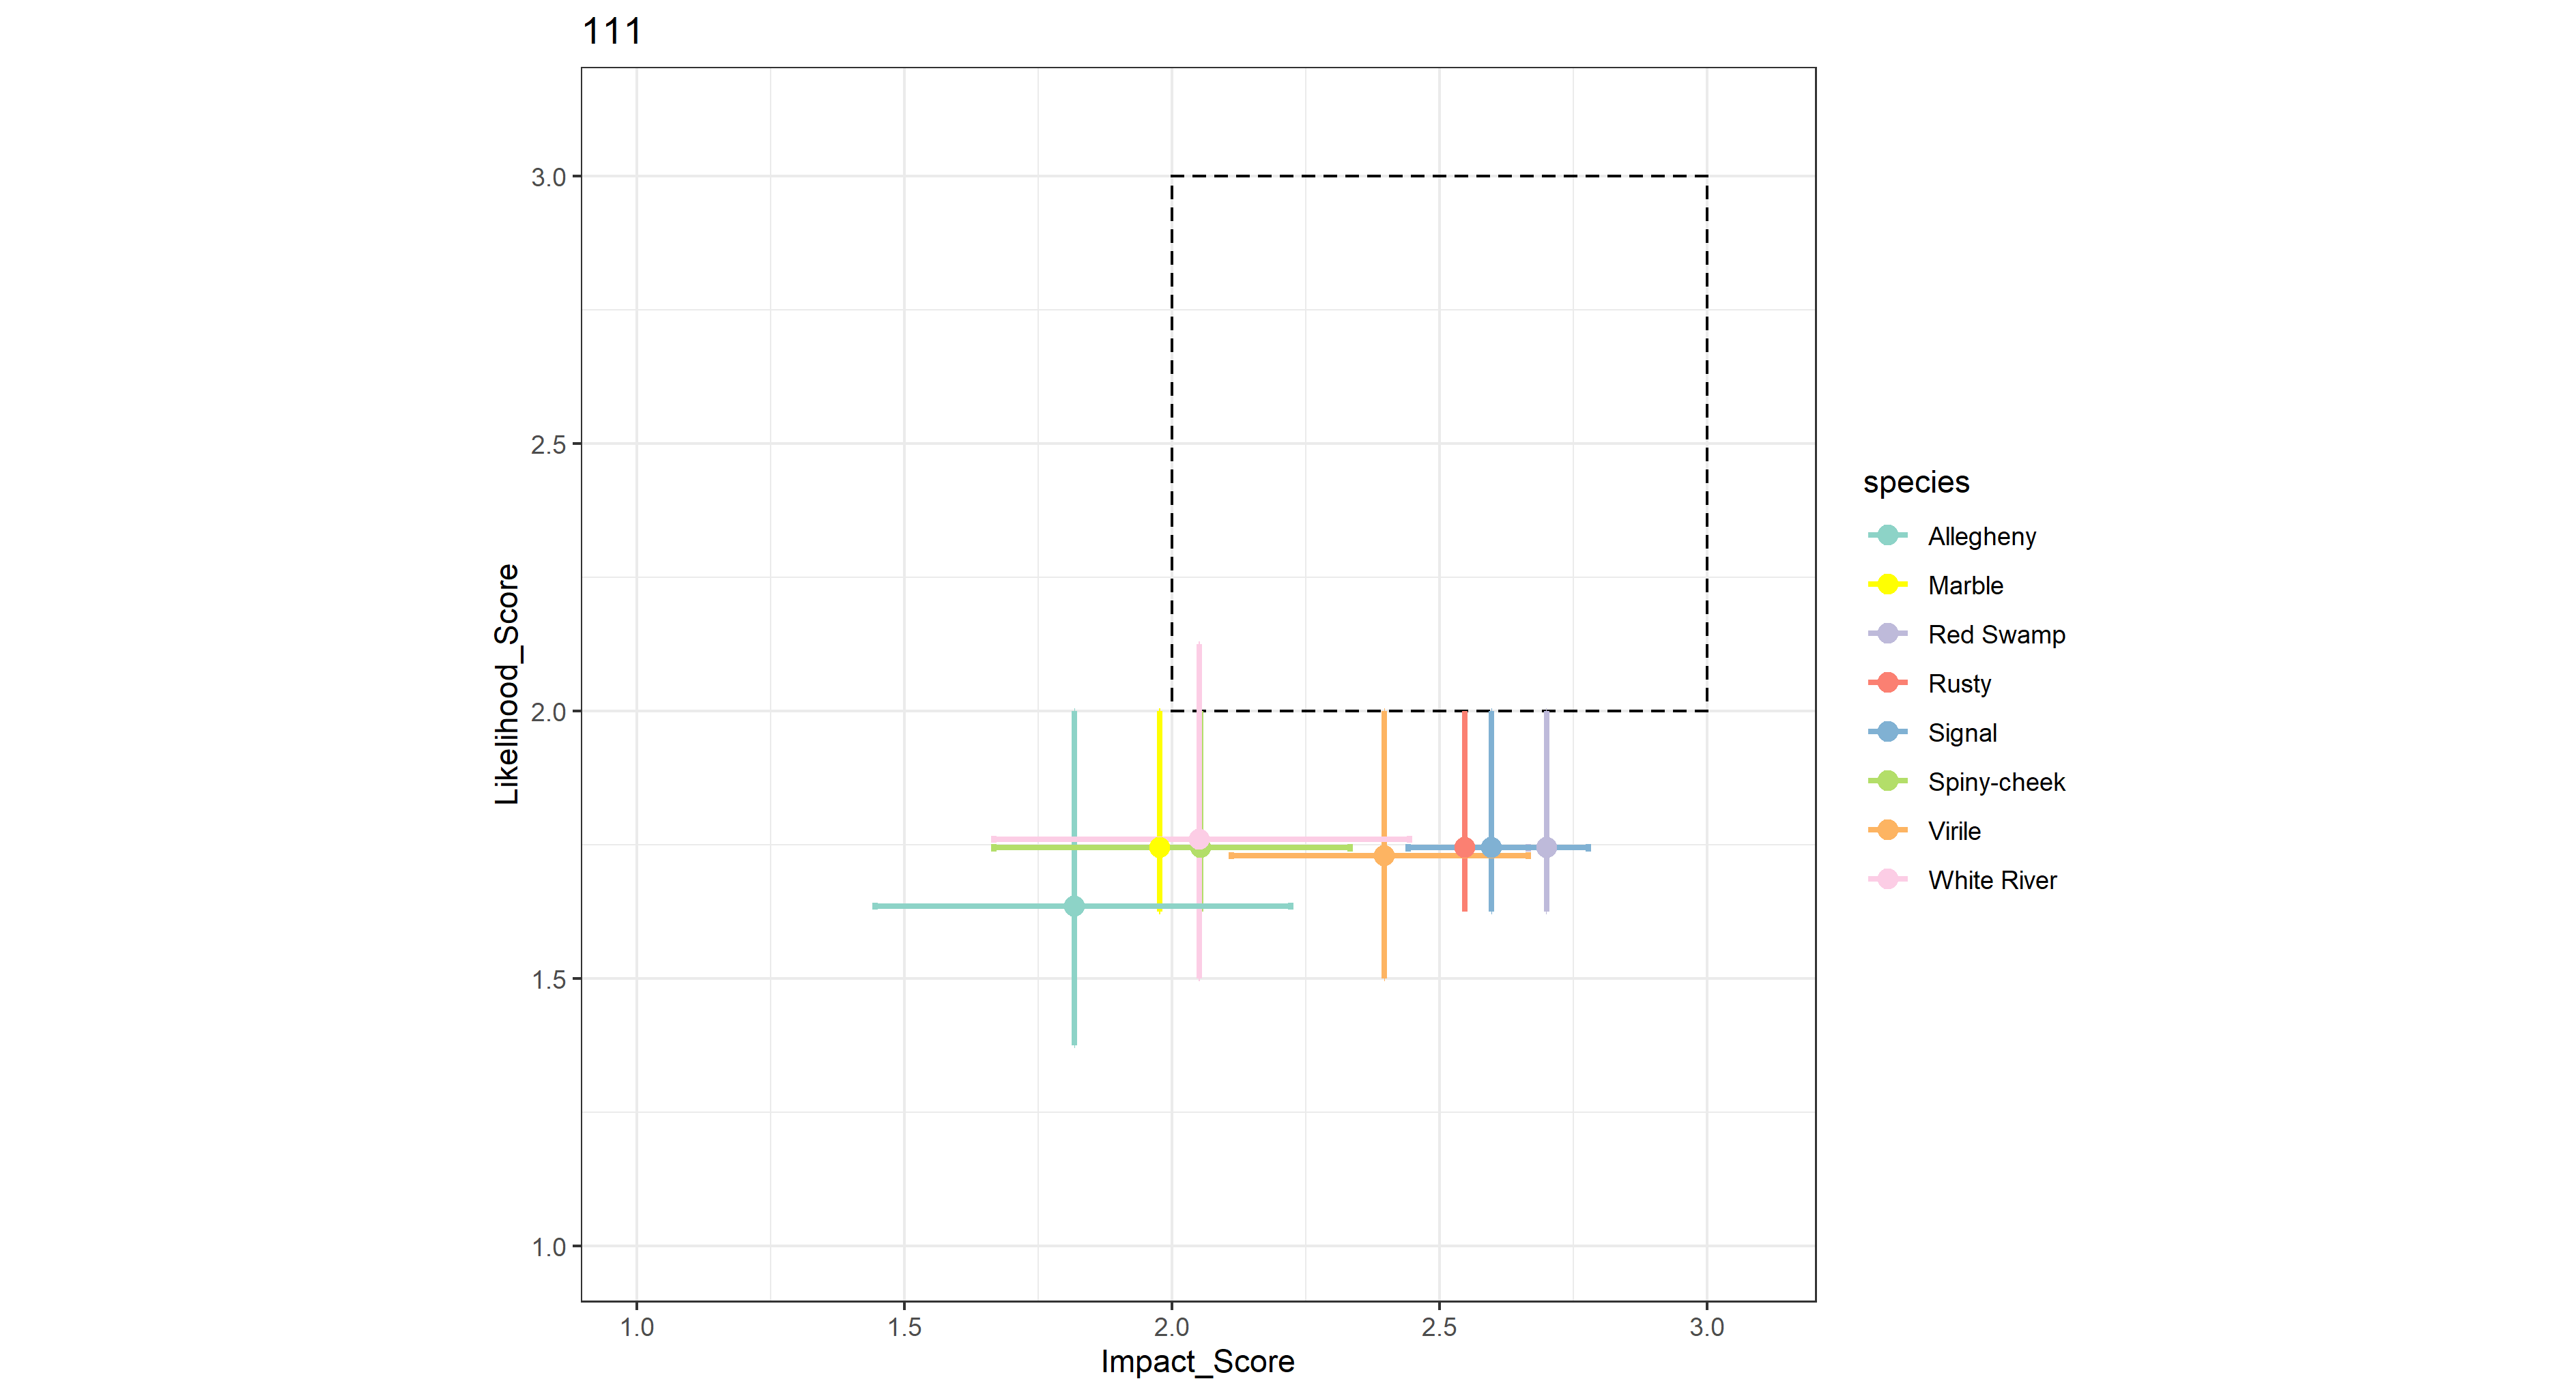 111
3.0
2.5
2.0
1.5
1.0
Likelihood_Score
1.0 1.5 2.0 2.5 3.0
Impact_Score
species
Allegheny
Marble
Red Swamp
Rusty
Signal
Spiny-cheek
Virile
White River